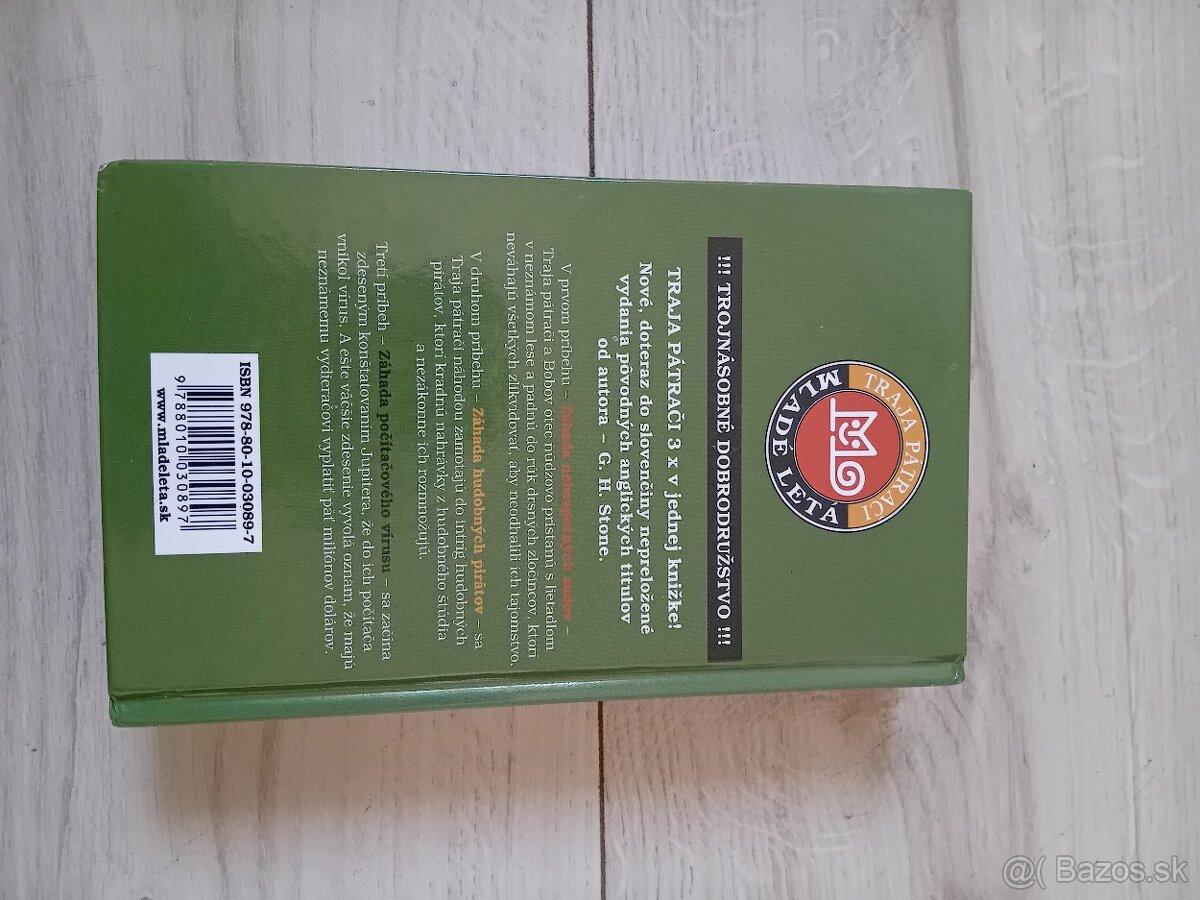 TRAJA PÁTRAČI
MLADÉ LETÁ
!!! TROJNÁSOBNÉ DOBRODRUŽSTVO !!!
TRAJA PÁTRAČI 3 x v jednej knižke!
Nové, doteraz do slovenčiny nepreložené
vydania pôvodných anglických titulov
od autora – G. H. Stone.
V prvom príbehu – Záhada nebezpečných sudov –
Traja pátrači a Bobov otec núdzovo pristanú s lietadlom
v neznámom lese a padnú do rúk drsných zločincov, ktorí
neváhajú všetkých zlikvidovať, aby neodhalili ich tajomstvo.
V druhom príbehu – Záhada hudobných pirátov – sa
Traja pátrači náhodou zamotajú do intríg hudobných
pirátov, ktorí kradnú nahrávky z hudobného štúdia
a nezákonne ich rozmnožujú.
Tretí príbeh – Záhada počítačového vírusu – sa začína
zdeseným konštatovaním Jupitera, že do ich počítača
vnikol vírus. A ešte väčšie zdesenie vyvolá oznam, že majú
neznámemu vydieračovi vyplatiť päť miliónov dolárov.
ISBN 978-80-10-03089-7
9 788010 030897
www.mladeleta.sk
@( Bazos.sk